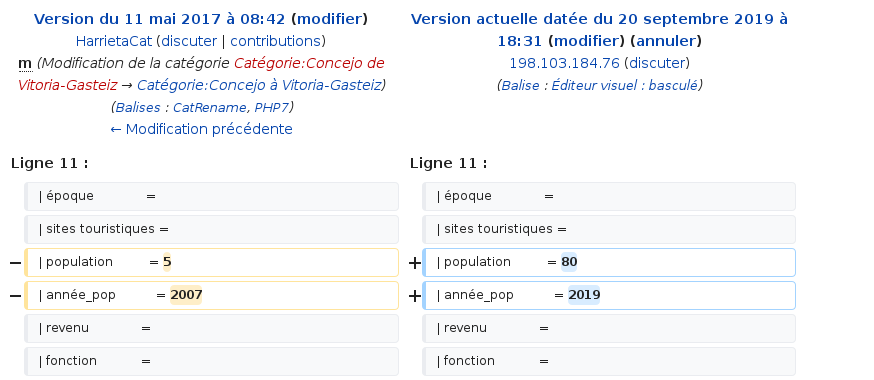 Version du 11 mai 2017 à 08:42 (modifier)
HarrietaCat (discuter | contributions)
m (Modification de la catégorie Catégorie:Concejo de
Vitoria-Gasteiz → Catégorie:Concejo à Vitoria-Gasteiz)
(Balises : CatRename, PHP7)
← Modification précédente
Version actuelle datée du 20 septembre 2019 à
18:31 (modifier) (annuler)
198.103.184.76 (discuter)
(Balise : Éditeur visuel : basculé)
Ligne 11 :
Ligne 11 :
| époque =
| époque =
| sites touristiques =
| sites touristiques =
− | population = 5
+ | population = 80
− | année_pop = 2007
+ | année_pop = 2019
| revenu =
| revenu =
| fonction =
| fonction =